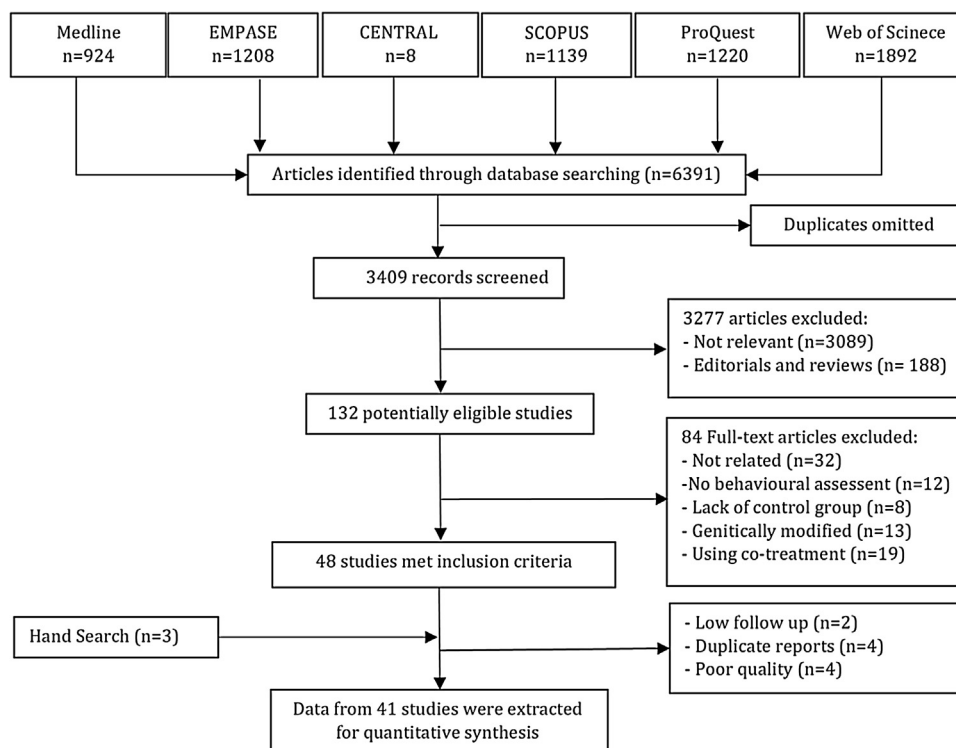 Medline
n=924
EMPASE
n=1208
CENTRAL
n=8
SCOPUS
n=1139
ProQuest
n=1220
Web of Scinece
n=1892
Articles identified through database searching (n=6391)
Duplicates omitted
3409 records screened
3277 articles excluded:
- Not relevant (n=3089)
- Editorials and reviews (n= 188)
132 potentially eligible studies
84 Full-text articles excluded:
- Not related (n=32)
-No behavioural assessent (n=12)
- Lack of control group (n=8)
- Genitically modified (n=13)
- Using co-treatment (n=19)
48 studies met inclusion criteria
Hand Search (n=3)
- Low follow up (n=2)
- Duplicate reports (n=4)
- Poor quality (n=4)
Data from 41 studies were extracted
for quantitative synthesis